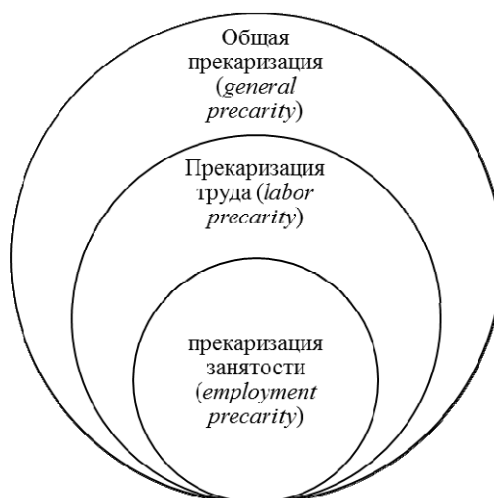 Общая
прекаризация
(general
precarity)
Прекаризация
труда (labor
precarity)
прекаризация
занятости
(employment
precarity)